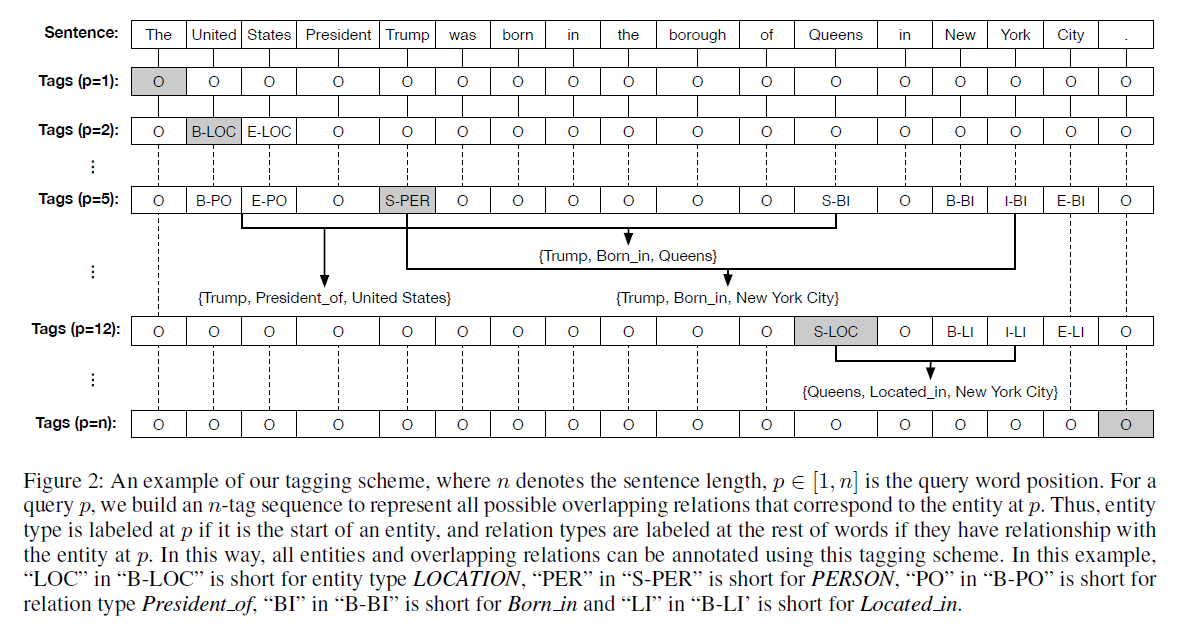 Sentence: The United States President Trump was born in the borough of Queens in New York City .
Tags (p=1): O O O O O O O O O O O O O O O O O
Tags (p=2): O B-LOC E-LOC O O O O O O O O O O O O O O
⋮
Tags (p=5): O B-PO E-PO O S-PER O O O O O O S-BI O B-BI I-BI E-BI O
{Trump, Born_in, Queens}
⋮
{Trump, President_of, United States} {Trump, Born_in, New York City}
Tags (p=12): O O O O O O O O O O O S-LOC O B-LI I-LI E-LI O
⋮
{Queens, Located_in, New York City}
Tags (p=n): O O O O O O O O O O O O O O O O O
Figure 2: An example of our tagging scheme, where n denotes the sentence length, p ∈ [1, n] is the query word position. For a
query p, we build an n-tag sequence to represent all possible overlapping relations that correspond to the entity at p. Thus, entity
type is labeled at p if it is the start of an entity, and relation types are labeled at the rest of words if they have relationship with
the entity at p. In this way, all entities and overlapping relations can be annotated using this tagging scheme. In this example,
“LOC” in “B-LOC” is short for entity type LOCATION, “PER” in “S-PER” is short for PERSON, “PO” in “B-PO” is short for
relation type President_of, “BI” in “B-BI” is short for Born_in and “LI” in “B-LI’ is short for Located_in.